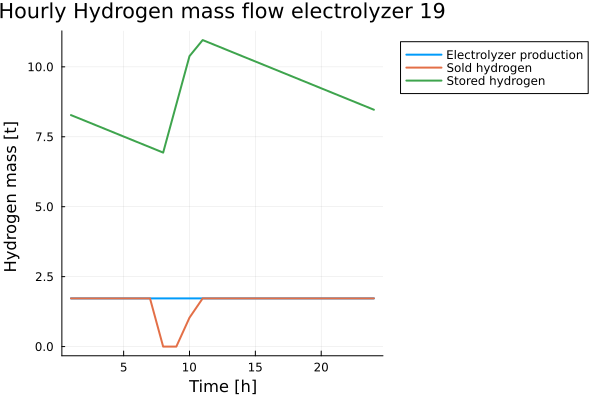 Hourly Hydrogen mass flow electrolyzer 19
Electrolyzer production
Sold hydrogen
Stored hydrogen
Hydrogen mass [t]
10.0
7.5
5.0
2.5
0.0
5
10
15
20
Time [h]